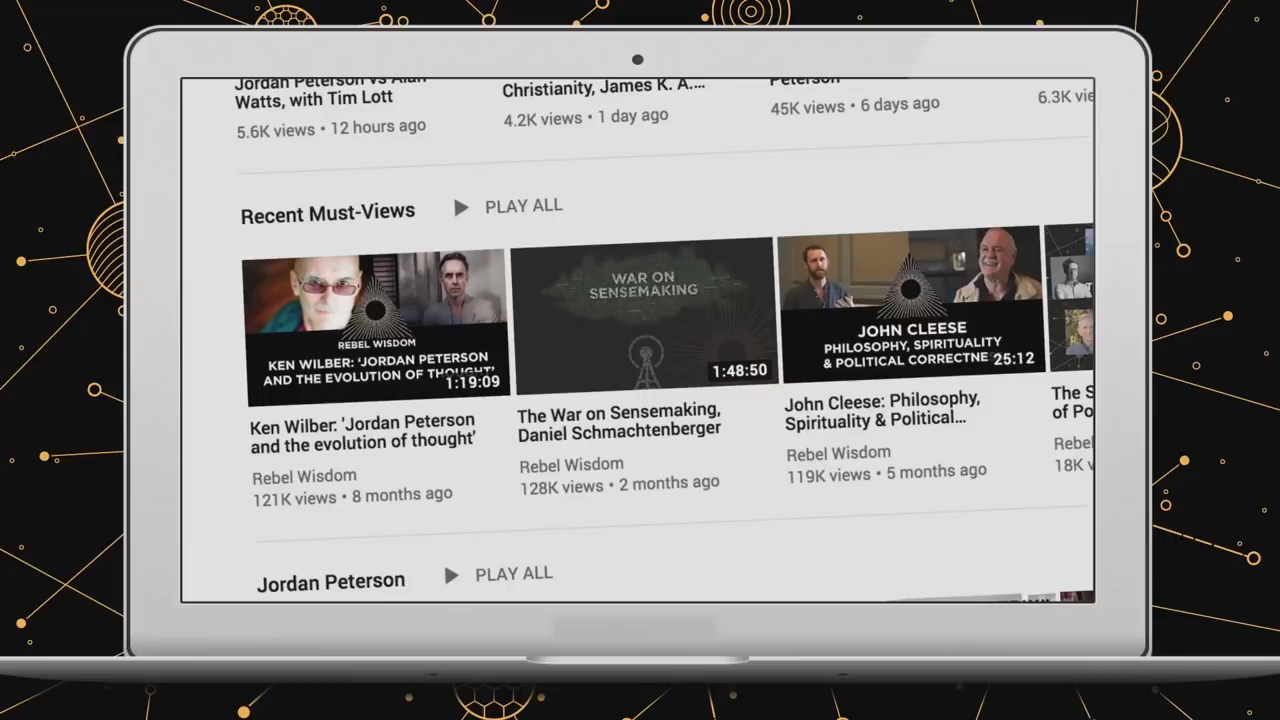 Jordan Peterson vs Alan
Watts, with Tim Lott
5.6K views • 12 hours ago
Christianity, James K. A....
4.2K views • 1 day ago
Peterson
45K views • 6 days ago
6.3K vie
Recent Must-Views
PLAY ALL
REBEL WISDOM
KEN WILBER: 'JORDAN PETERSON
AND THE EVOLUTION OF THOUGHT'
1:19:09
Ken Wilber: 'Jordan Peterson
and the evolution of thought'
Rebel Wisdom
121K views • 8 months ago
WAR ON
SENSEMAKING
1:48:50
The War on Sensemaking,
Daniel Schmachtenberger
Rebel Wisdom
128K views • 2 months ago
JOHN CLEESE
PHILOSOPHY, SPIRITUALITY
& POLITICAL CORRECTNE
25:12
John Cleese: Philosophy,
Spirituality & Political...
Rebel Wisdom
119K views • 5 months ago
The S
of Po
Rebel
18K v
Jordan Peterson
PLAY ALL